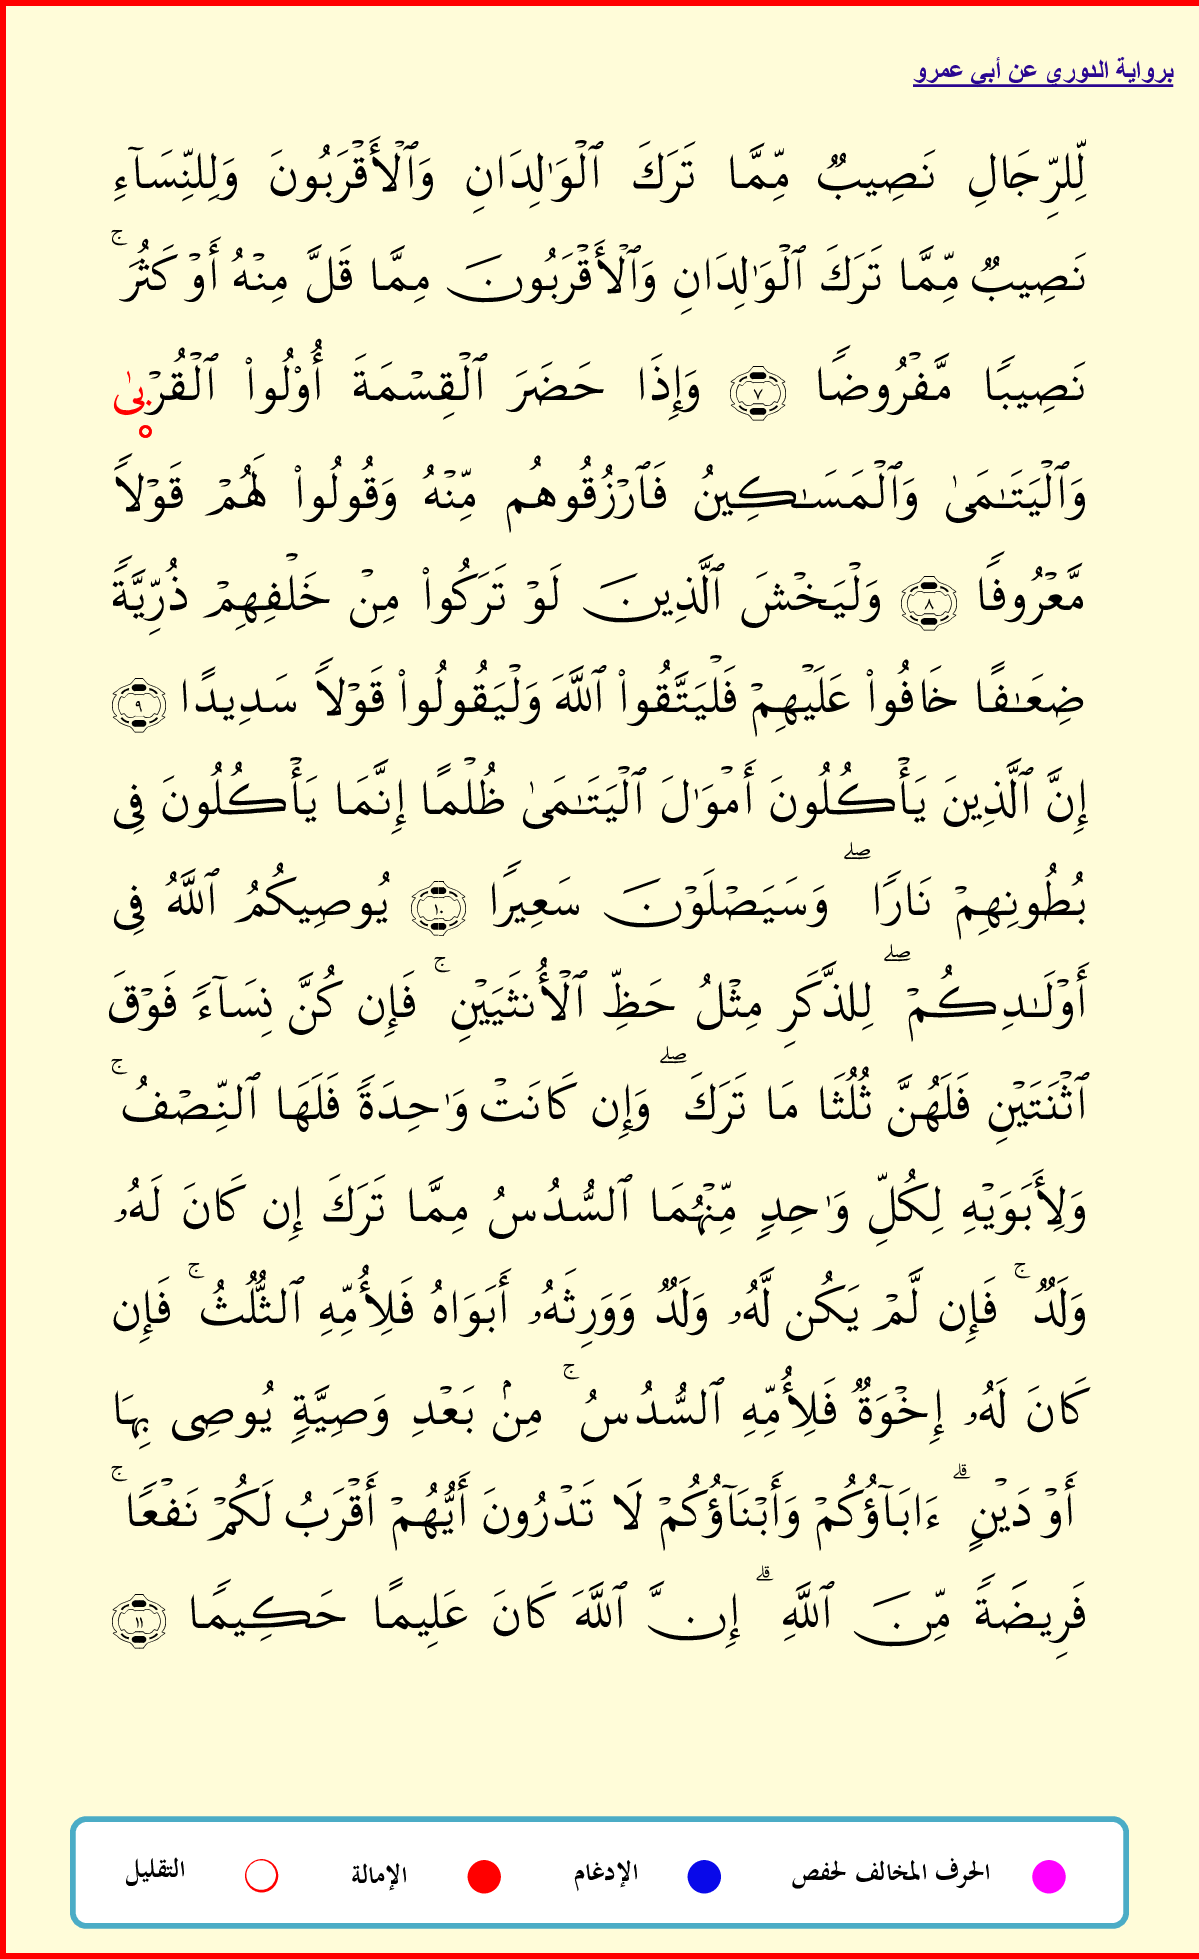 برواية الدوري عن أبي عمرو
لِّلرِّجَالِ نَصِيبٌ مِّمَّا تَرَكَ ٱلْوَٰلِدَانِ وَٱلْأَقْرَبُونَ وَلِلنِّسَآءِ
نَصِيبٌ مِّمَّا تَرَكَ ٱلْوَٰلِدَانِ وَٱلْأَقْرَبُونَ مِمَّا قَلَّ مِنْهُ أَوْ كَثُرَ ۚ
نَصِيبًا مَّفْرُوضًا ٧ وَإِذَا حَضَرَ ٱلْقِسْمَةَ أُوْلُوا۟ ٱلْقُرْبىٰ
وَٱلْيَتَـٰمَىٰ وَٱلْمَسَـٰكِينُ فَٱرْزُقُوهُم مِّنْهُ وَقُولُوا۟ لَهُمْ قَوْلًا
مَّعْرُوفًا ٨ وَلْيَخْشَ ٱلَّذِينَ لَوْ تَرَكُوا۟ مِنْ خَلْفِهِمْ ذُرِّيَّةً
ضِعَـٰفًا خَافُوا۟ عَلَيْهِمْ فَلْيَتَّقُوا۟ ٱللَّهَ وَلْيَقُولُوا۟ قَوْلًا سَدِيدًا ٩
إِنَّ ٱلَّذِينَ يَأْكُلُونَ أَمْوَٰلَ ٱلْيَتَـٰمَىٰ ظُلْمًا إِنَّمَا يَأْكُلُونَ فِى
بُطُونِهِمْ نَارًا ۖ وَسَيَصْلَوْنَ سَعِيرًا ١٠ يُوصِيكُمُ ٱللَّهُ فِى
أَوْلَـٰدِكُمْ ۖ لِلذَّكَرِ مِثْلُ حَظِّ ٱلْأُنثَيَيْنِ ۚ فَإِن كُنَّ نِسَآءً فَوْقَ
ٱثْنَتَيْنِ فَلَهُنَّ ثُلُثَا مَا تَرَكَ ۖ وَإِن كَانَتْ وَٰحِدَةً فَلَهَا ٱلنِّصْفُ ۚ
وَلِأَبَوَيْهِ لِكُلِّ وَٰحِدٍ مِّنْهُمَا ٱلسُّدُسُ مِمَّا تَرَكَ إِن كَانَ لَهُۥ
وَلَدٌ ۚ فَإِن لَّمْ يَكُن لَّهُۥ وَلَدٌ وَوَرِثَهُۥ أَبَوَاهُ فَلِأُمِّهِ ٱلثُّلُثُ ۚ فَإِن
كَانَ لَهُۥ إِخْوَةٌ فَلِأُمِّهِ ٱلسُّدُسُ ۚ مِنۢ بَعْدِ وَصِيَّةٍ يُوصِى بِهَا
أَوْ دَيْنٍ ۗ ءَابَآؤُكُمْ وَأَبْنَآؤُكُمْ لَا تَدْرُونَ أَيُّهُمْ أَقْرَبُ لَكُمْ نَفْعًا ۚ
فَرِيضَةً مِّنَ ٱللَّهِ ۗ إِنَّ ٱللَّهَ كَانَ عَلِيمًا حَكِيمًا ١١
الحرف المخالف لحفص الإدغام الإمالة التقليل